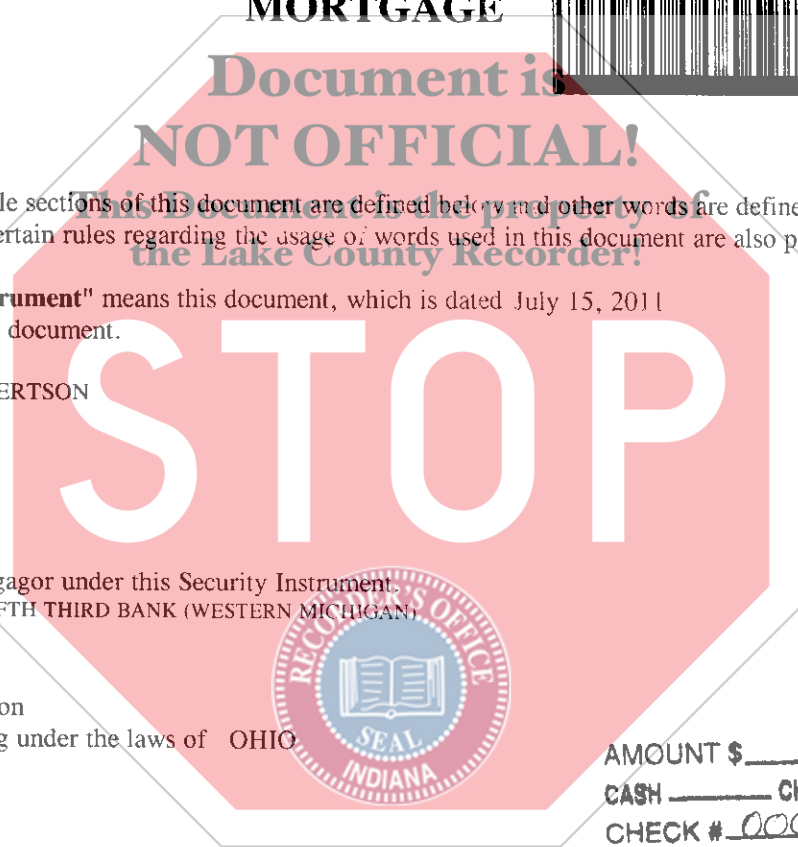 MORTGAGE
Document is
NOT OFFICIAL!
le sections of this document are defined below and other words are define
This Document is the property of
ertain rules regarding the usage of words used in this document are also p
the Lake County Recorder!
rument" means this document, which is dated July 15, 2011
document.
ERTSON
STOP
gagor under this Security Instrument.
FTH THIRD BANK (WESTERN MICHIGAN)
RECORDER'S OFFICE
on
g under the laws of OHIO
SEAL
INDIANA
AMOUNT $
CASH CH
CHECK # 000